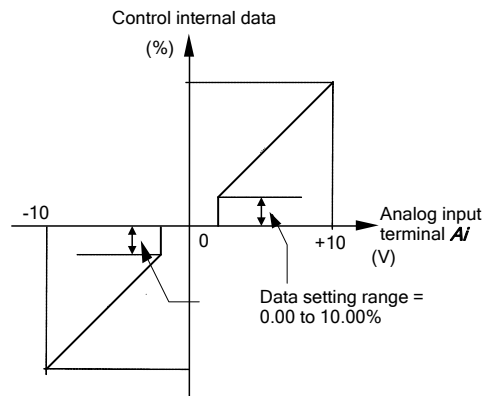 Control internal data
(%)
-10
0
+10
Analog input
terminal Ai
(V)
Data setting range =
0.00 to 10.00%